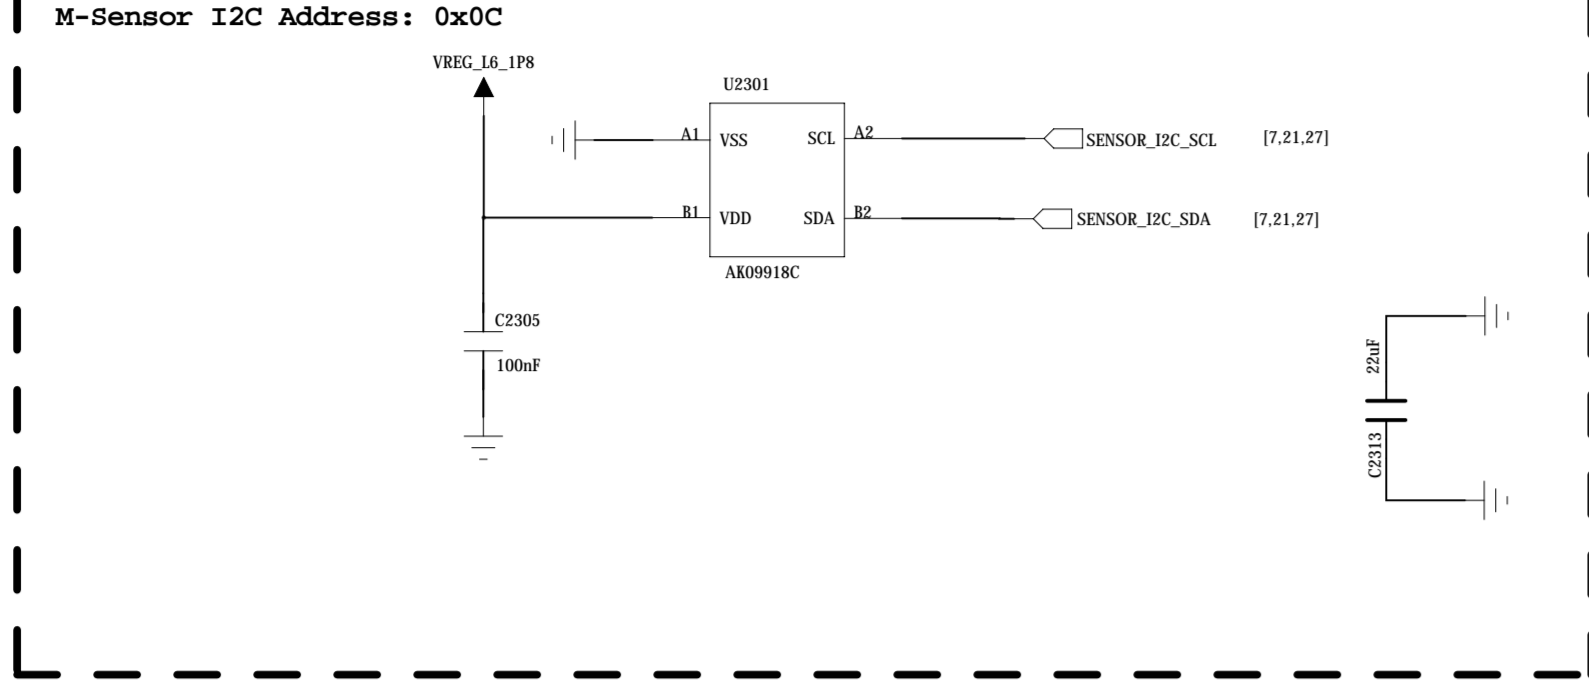 M-Sensor I2C Address: 0x0C
VREG_L6_1P8
U2301
A1 VSS SCL A2 SENSOR_I2C_SCL [7,21,27]
B1 VDD SDA B2 SENSOR_I2C_SDA [7,21,27]
AK09918C
C2305
100nF
22uF
C2313